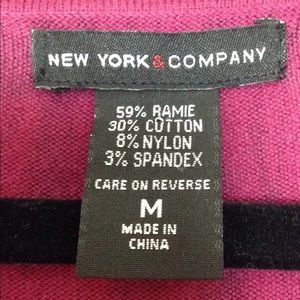 NEW YORK & COMPANY
59% RAMIE
30% COTTON
8% NYLON
3% SPANDEX
CARE ON REVERSE
M
MADE IN
CHINA